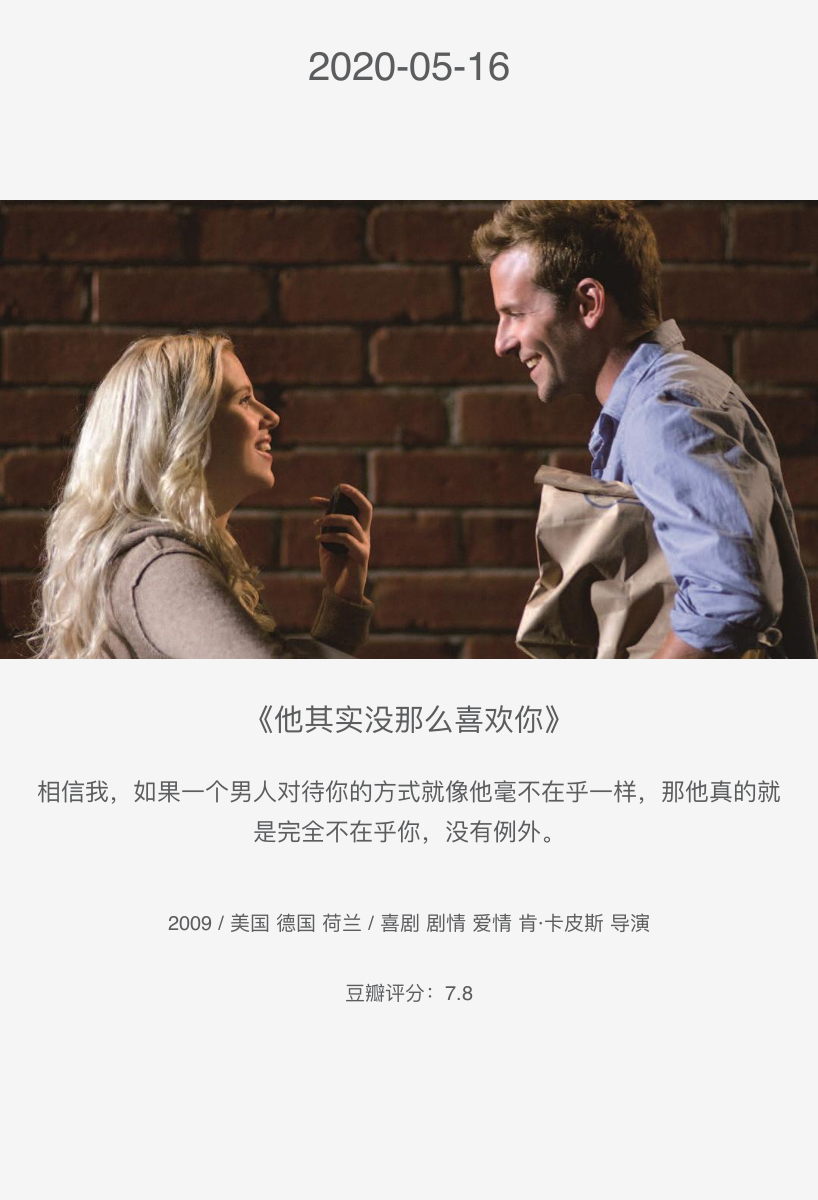 2020-05-16
《他其实没那么喜欢你》
相信我，如果一个男人对待你的方式就像他毫不在乎一样，那他真的就
是完全不在乎你，没有例外。
2009 / 美国 德国 荷兰 / 喜剧 剧情 爱情 肯·卡皮斯 导演
豆瓣评分：7.8